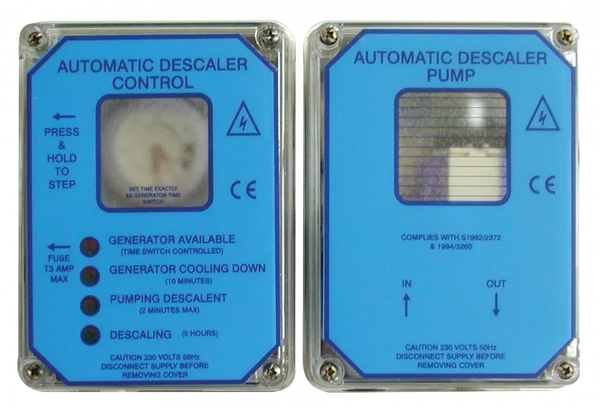 AUTOMATIC DESCALER
CONTROL
PRESS
&
HOLD
TO
STEP
SET TIME EXACTLY
AS GENERATOR TIME
SWITCH
CE
FUSE
T3 AMP
MAX
GENERATOR AVAILABLE
(TIME SWITCH CONTROLLED)
GENERATOR COOLING DOWN
(10 MINUTES)
PUMPING DESCALENT
(2 MINUTES MAX)
DESCALING (5 HOURS)
CAUTION 230 VOLTS 50Hz
DISCONNECT SUPPLY BEFORE
REMOVING COVER
AUTOMATIC DESCALER
PUMP
CE
COMPLIES WITH S1992/2372
& 1994/3260
IN OUT
CAUTION 230 VOLTS 50Hz
DISCONNECT SUPPLY BEFORE
REMOVING COVER